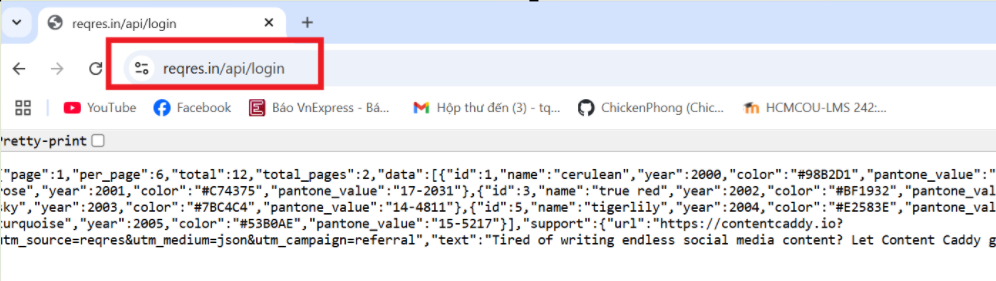 reqres.in/api/login
reqres.in/api/login
YouTube Facebook Báo VnExpress - Bá... Hộp thư đến (3) - tq... ChickenPhong (Chic... HCMCOU-LMS 242:...
Pretty-print
{"page":1,"per_page":6,"total":12,"total_pages":2,"data":[{"id":1,"name":"cerulean","year":2000,"color":"#98B2D1","pantone_value":"
rose","year":2001,"color":"#C74375","pantone_value":"17-2031"},{"id":3,"name":"true red","year":2002,"color":"#BF1932","pantone_val
sky","year":2003,"color":"#7BC4C4","pantone_value":"14-4811"},{"id":5,"name":"tigerlily","year":2004,"color":"#E2583E","pantone_val
turquoise","year":2005,"color":"#53B0AE","pantone_value":"15-5217"}],"support":{"url":"https://contentcaddy.io?
utm_source=reqres&utm_medium=json&utm_campaign=referral","text":"Tired of writing endless social media content? Let Content Caddy g